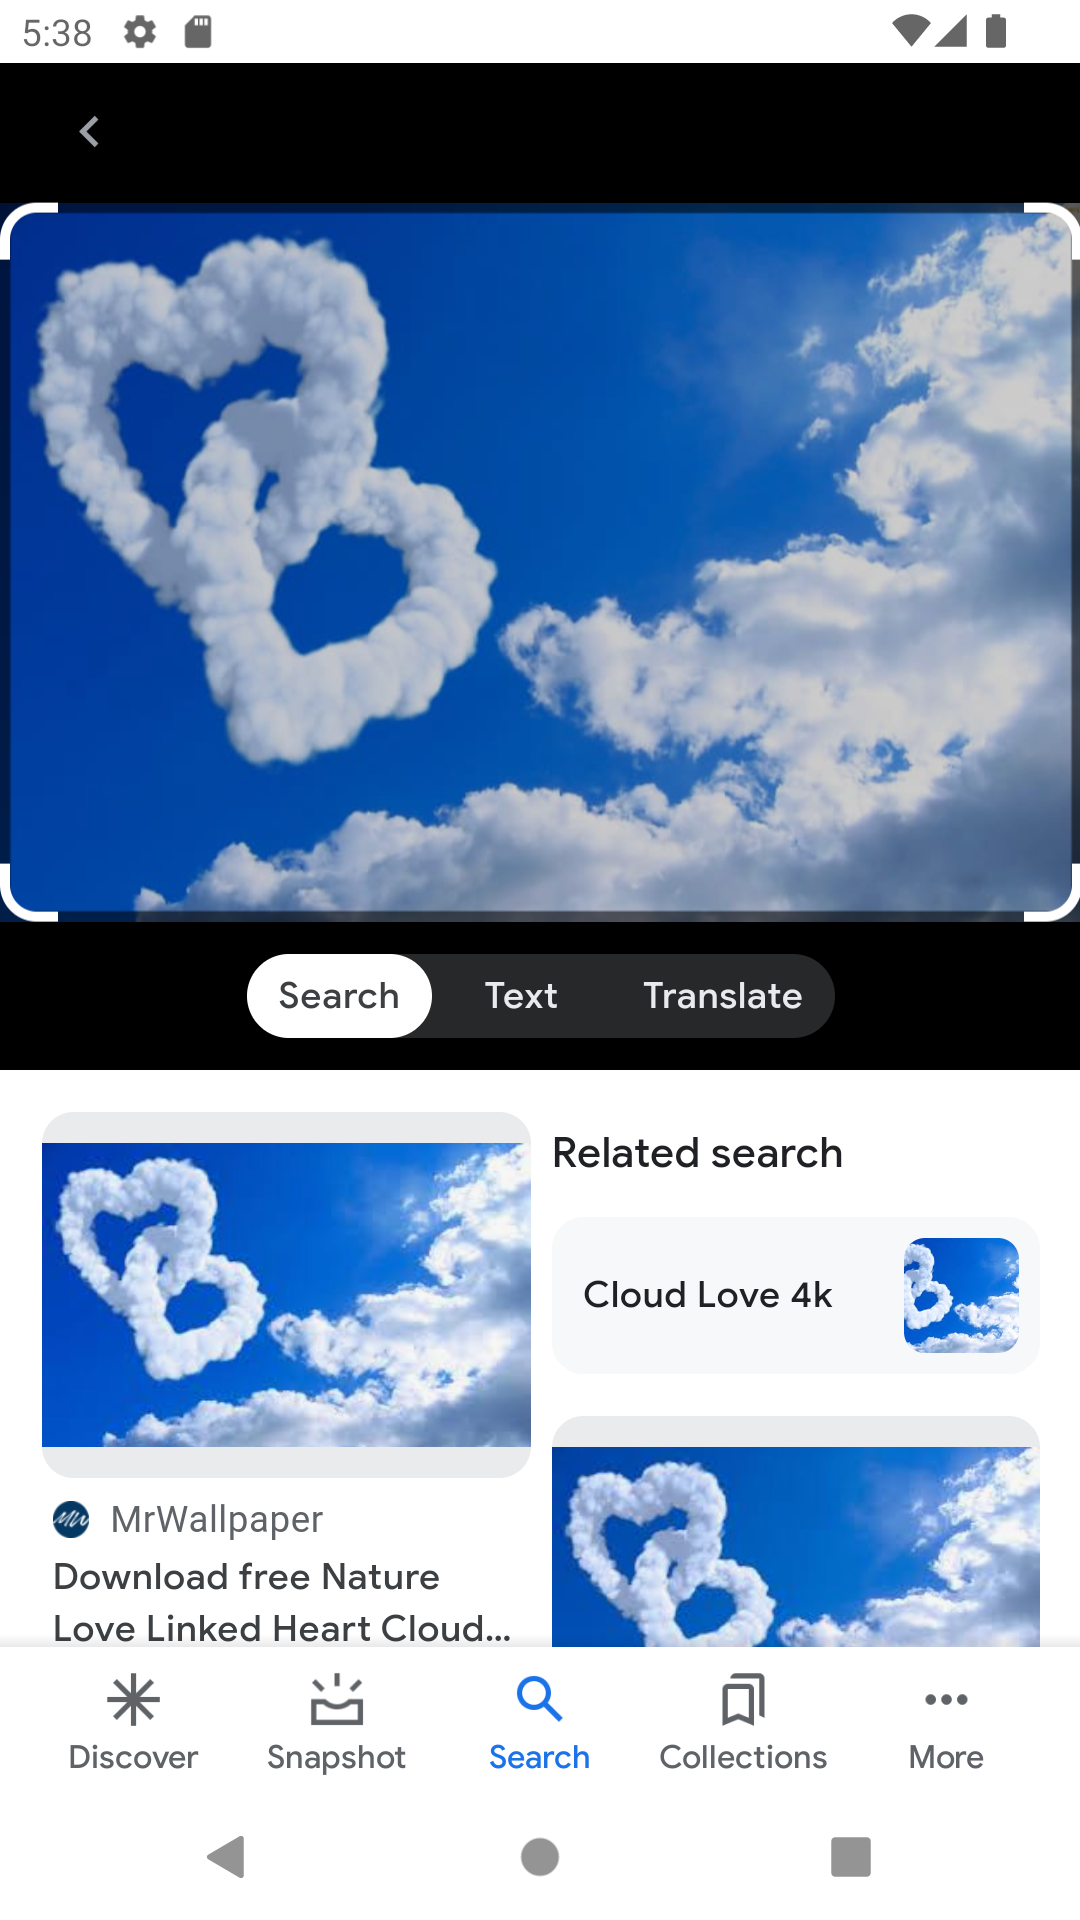 5:38
Search
Text
Translate
Related search
Cloud Love 4k
MW
MrWallpaper
Download free Nature
Love Linked Heart Cloud...
Discover
Snapshot
Search
Collections
More